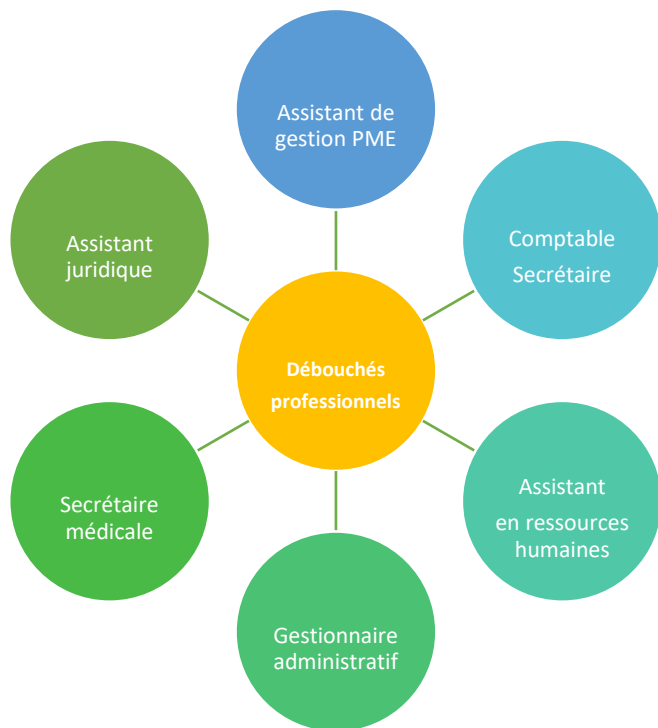 Assistant de
gestion PME
Comptable
Secrétaire
Assistant
en ressources
humaines
Gestionnaire
administratif
Secrétaire
médicale
Assistant
juridique
Débouchés
professionnels